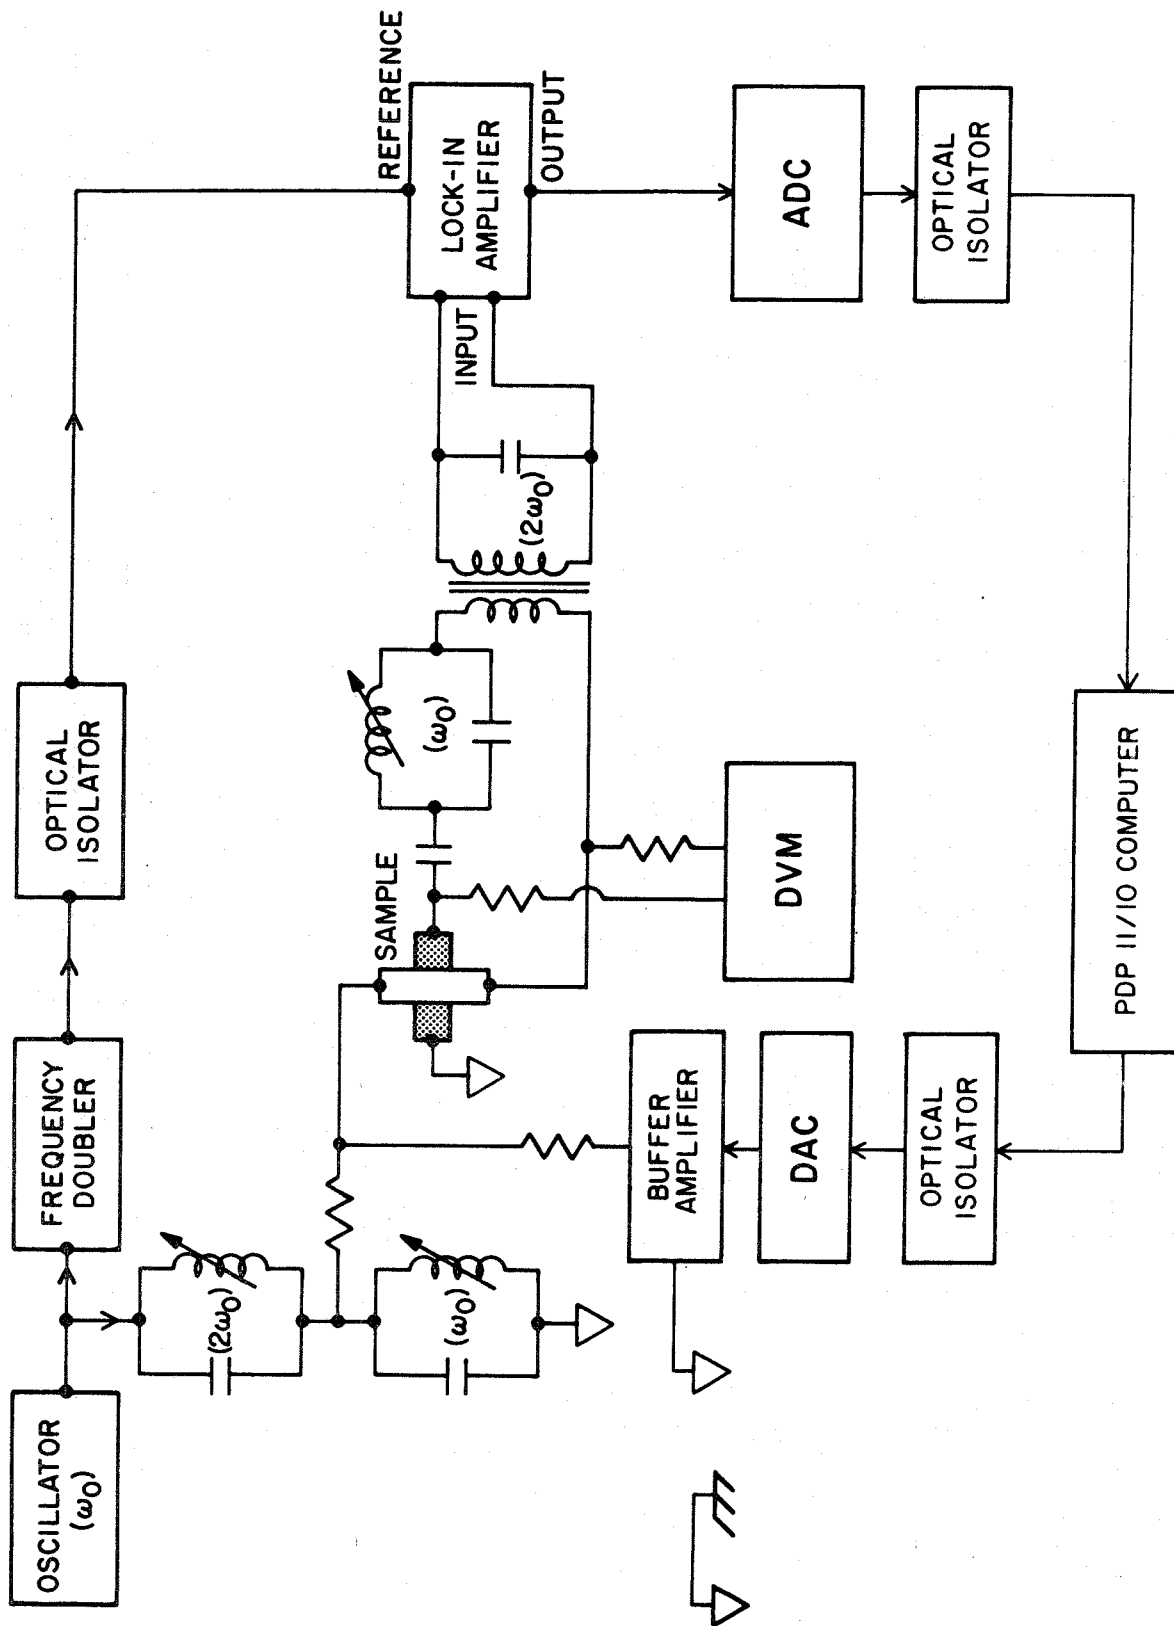 OSCILLATOR
(ω0)
FREQUENCY
DOUBLER
OPTICAL
ISOLATOR
REFERENCE
LOCK-IN
AMPLIFIER
INPUT
OUTPUT
(2ω0)
(ω0)
SAMPLE
(2ω0)
(ω0)
ADC
OPTICAL
ISOLATOR
DVM
BUFFER
AMPLIFIER
DAC
OPTICAL
ISOLATOR
PDP 11/10 COMPUTER